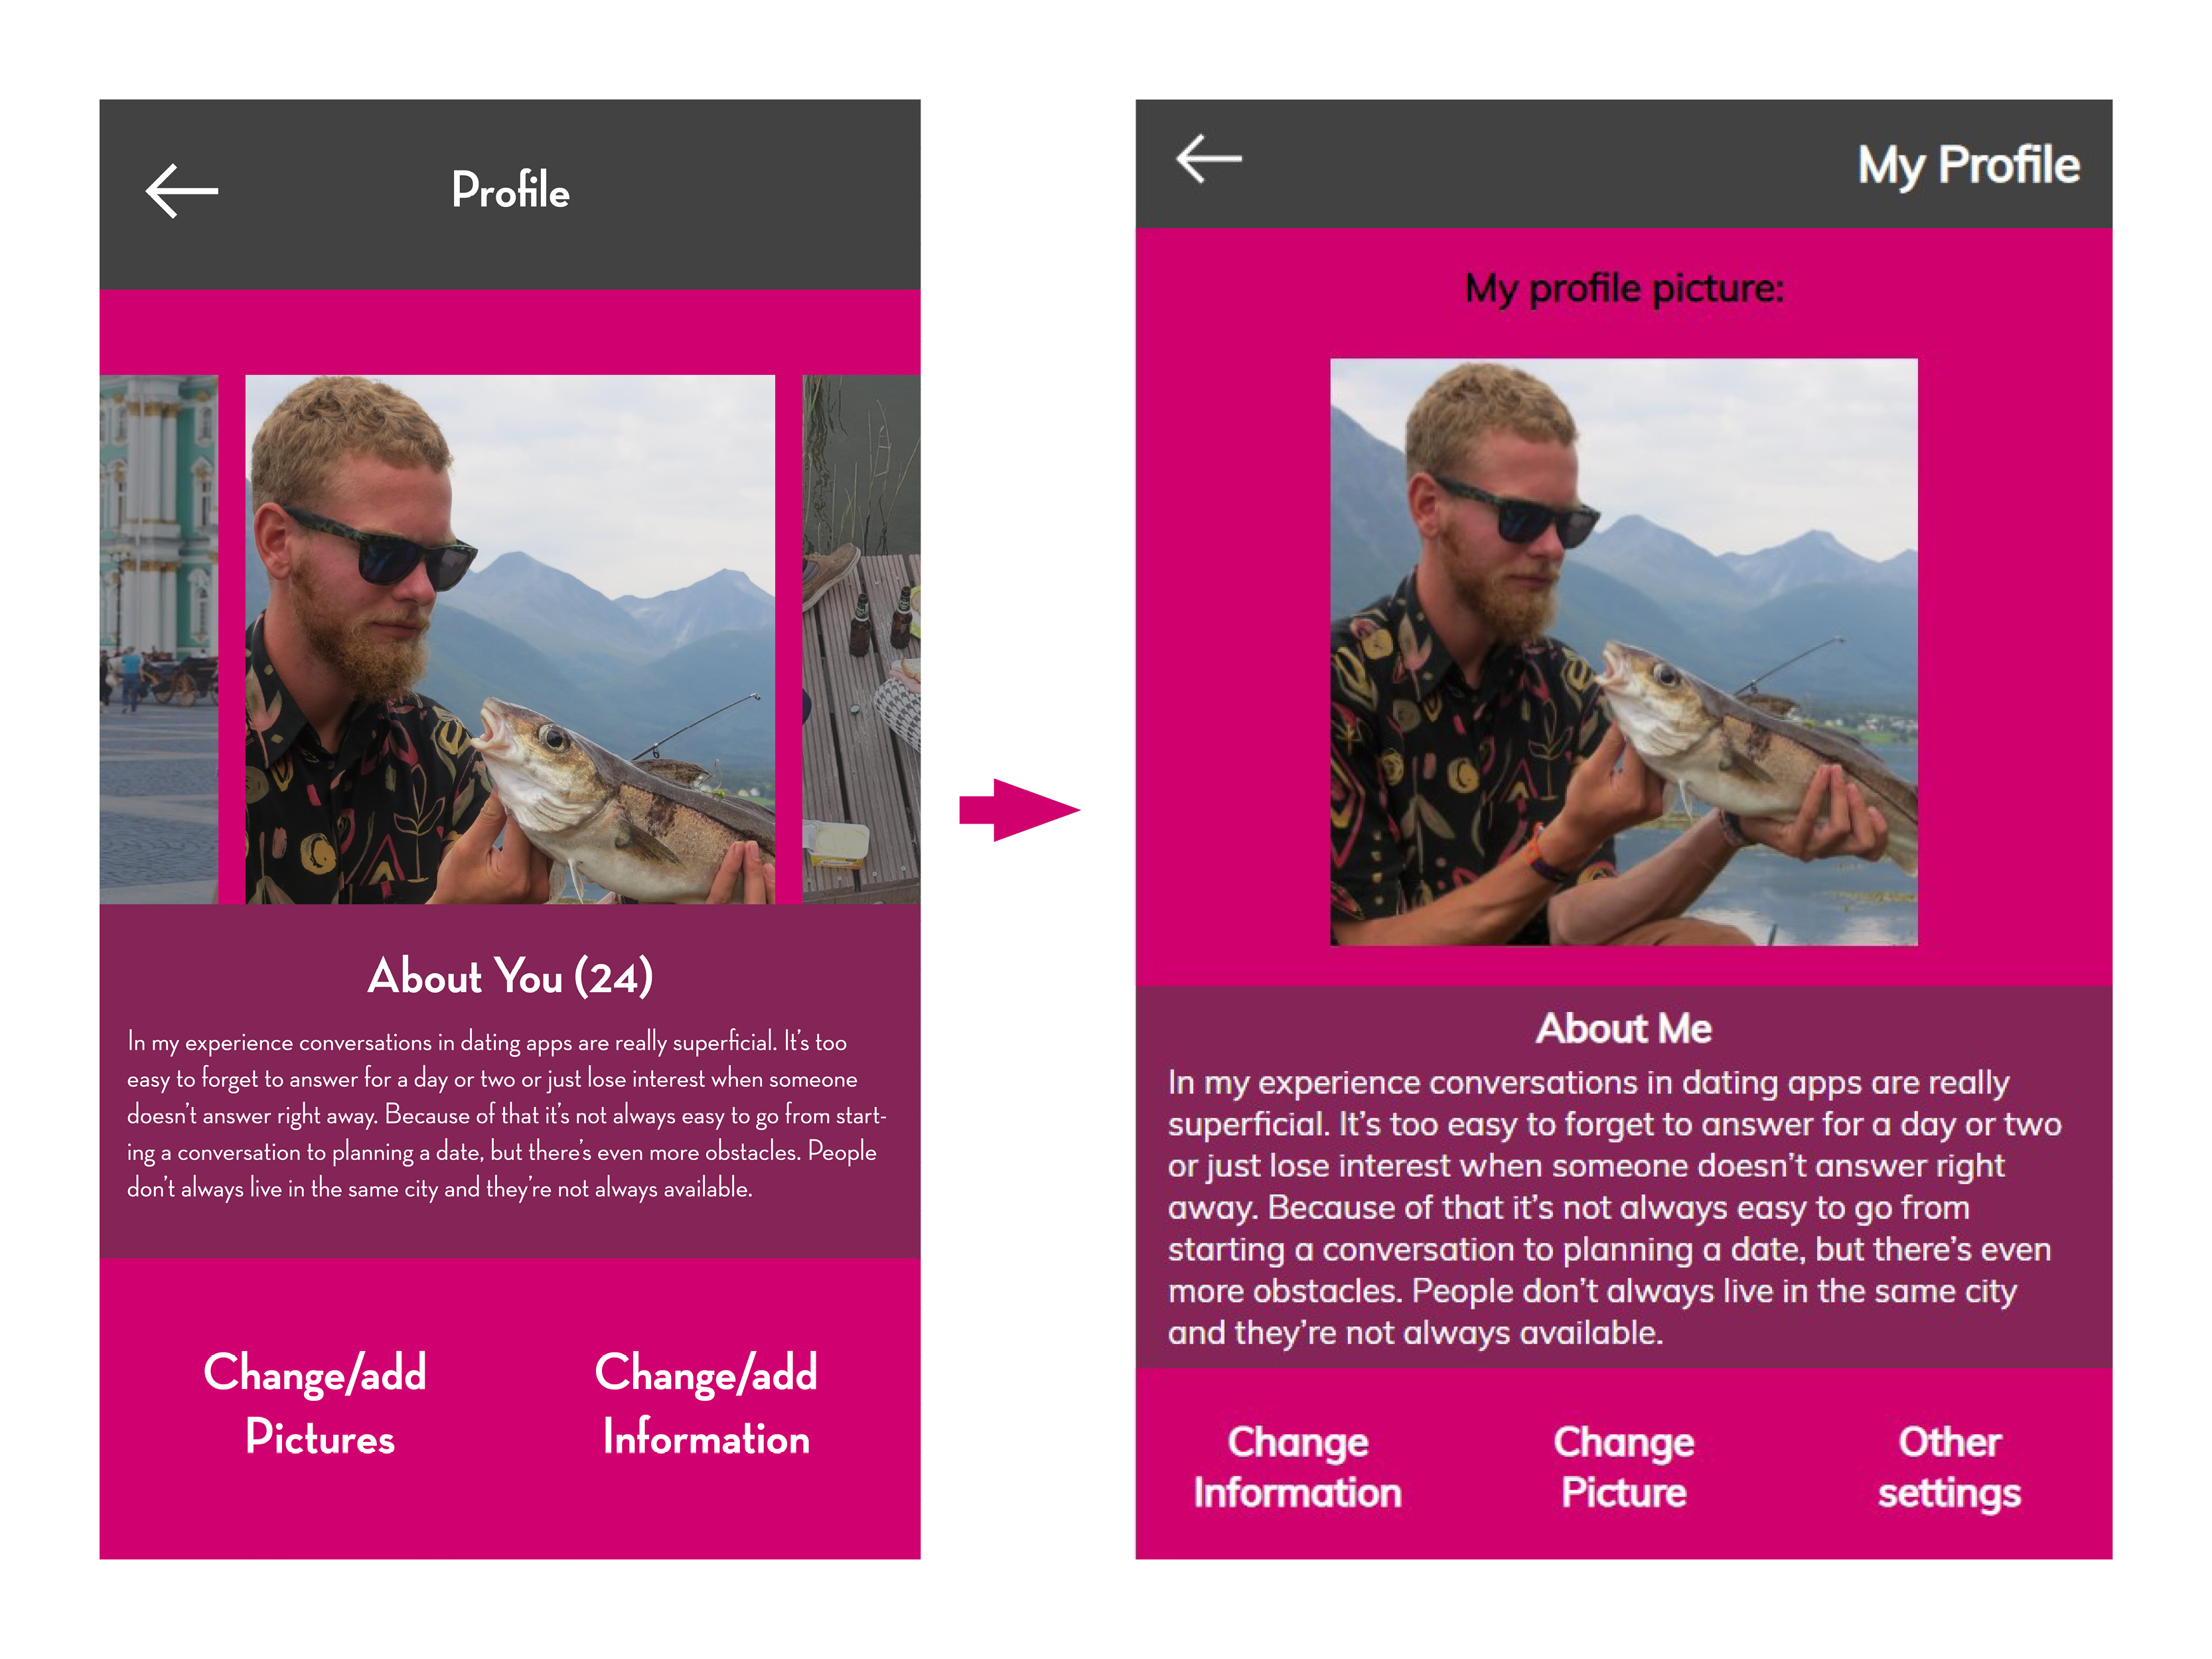 Profile
About You (24)
In my experience conversations in dating apps are really superficial. It's too
easy to forget to answer for a day or two or just lose interest when someone
doesn't answer right away. Because of that it's not always easy to go from start-
ing a conversation to planning a date, but there's even more obstacles. People
don't always live in the same city and they're not always available.
Change/add
Pictures
Change/add
Information
My Profile
My profile picture:
About Me
In my experience conversations in dating apps are really
superficial. It's too easy to forget to answer for a day or two
or just lose interest when someone doesn't answer right
away. Because of that it's not always easy to go from
starting a conversation to planning a date, but there's even
more obstacles. People don't always live in the same city
and they're not always available.
Change
Information
Change
Picture
Other
settings